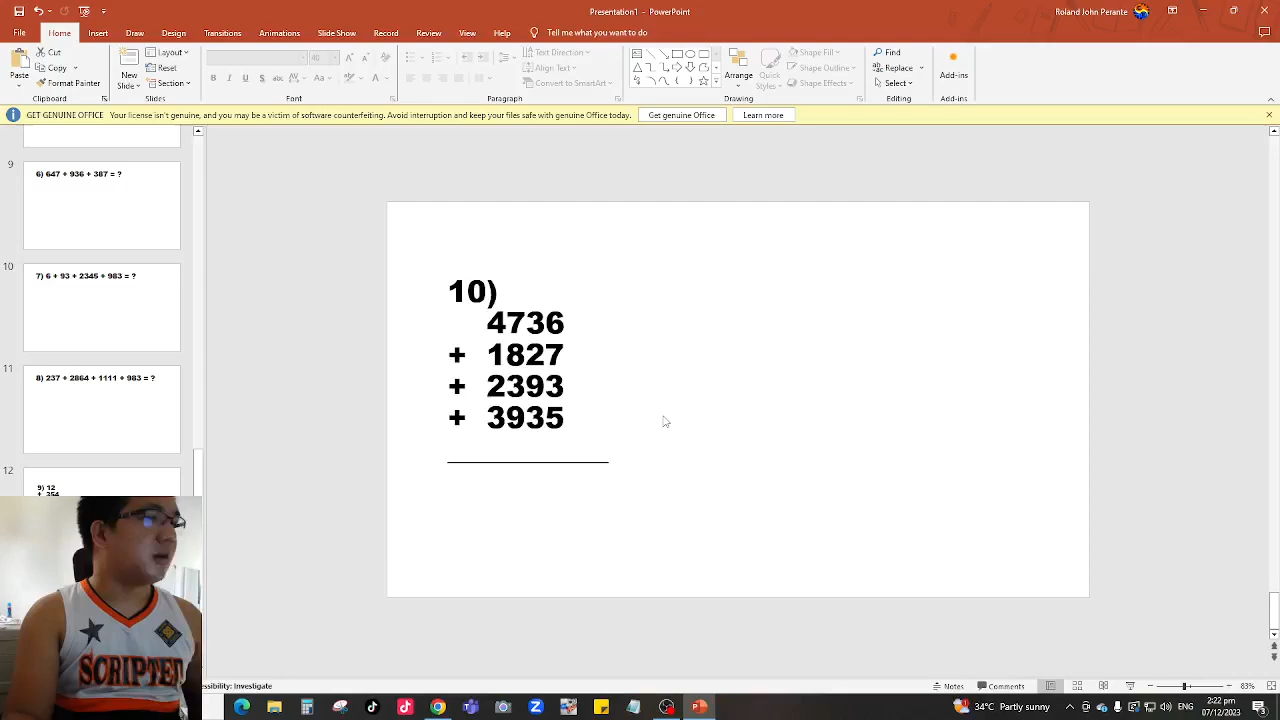 Presentation1 - PowerPoint
Roland John Perante
File
Home
Insert
Draw
Design
Transitions
Animations
Slide Show
Review
View
Help
Tell me what you want to do
Paste
Cut
Copy
Format Painter
Clipboard
New Slide
Layout
Reset
Section
Slides
40
Font
Text Direction
Align Text
Convert to SmartArt
Paragraph
Arrange
Quick Styles
Shape Fill
Shape Outline
Shape Effects
Drawing
Find
Replace
Select
Editing
Add-ins
Add-ins
GET GENUINE OFFICE Your license isn't genuine, and you may be a victim of software counterfeiting. Avoid interruption and keep your files safe with genuine Office today.
Get genuine Office
Learn more
9
6) 647 + 936 + 387 = ?
10
7) 6 + 93 + 2345 + 983 = ?
11
8) 237 + 2864 + 1111 + 983 = ?
12
9) 12
+ 354
10)
4736
+ 1827
+ 2393
+ 3935
SCRIPTED
ssibility: Investigate
Notes
Comments
83%
34°C Partly sunny
2:22 pm
07/12/2023